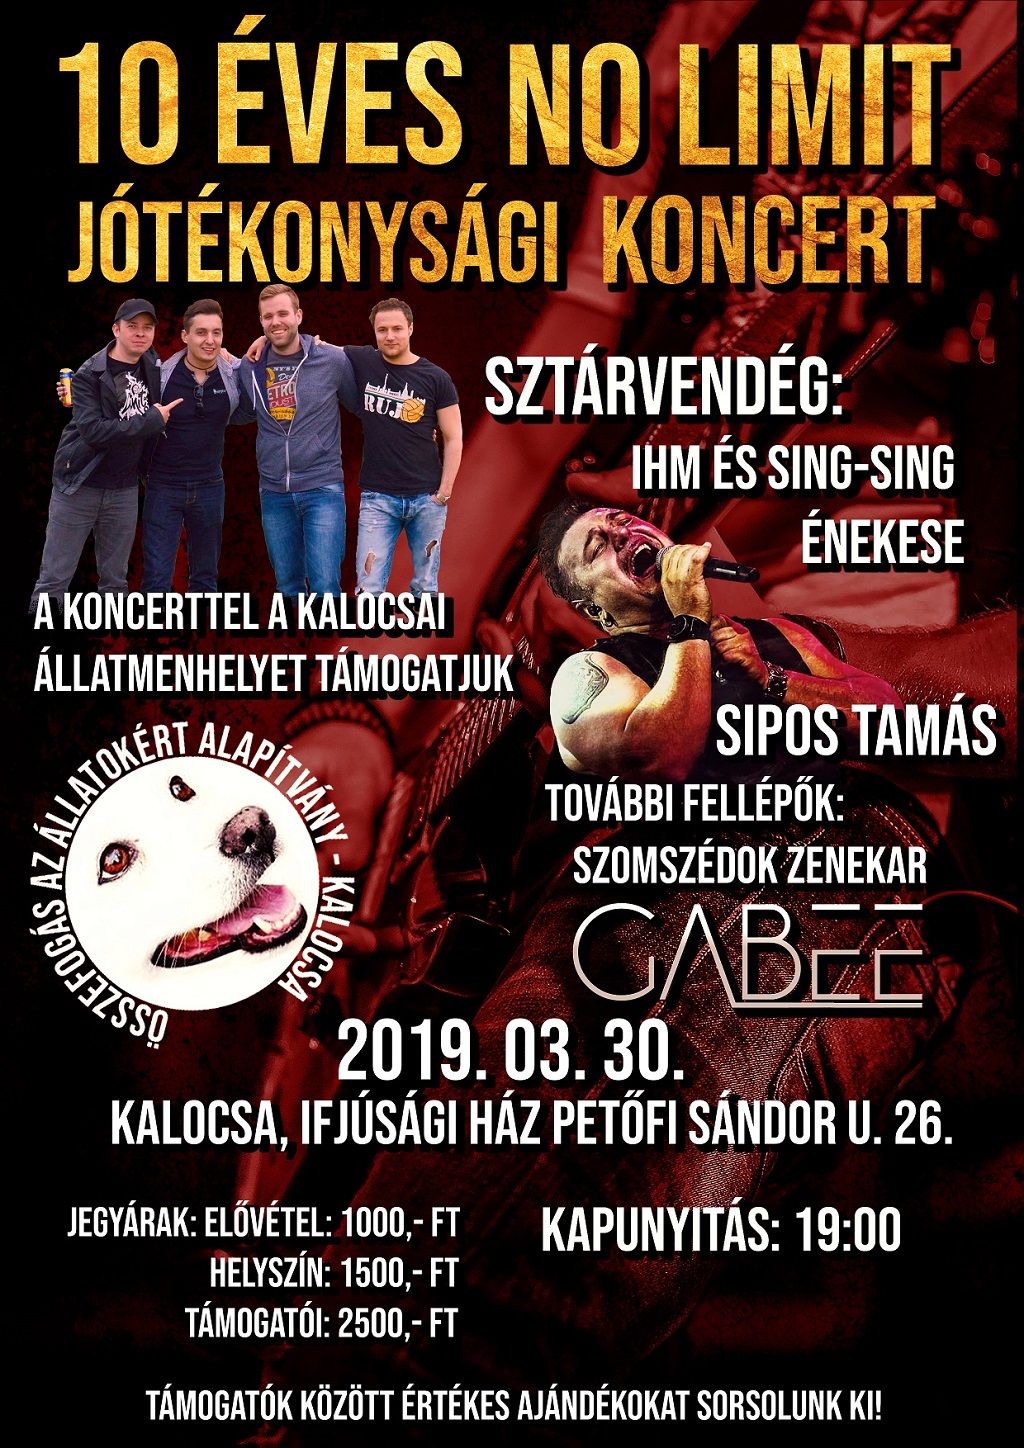 10 ÉVES NO LIMIT
JÓTÉKONYSÁGI KONCERT
RUJ
SZTÁRVENDÉG:
IHM ÉS SING-SING
ÉNEKESE
SIPOS TAMÁS
A KONCERTTEL A KALOCSAI
ÁLLATMENHELYET TÁMOGATJUK
ÖSSZEFOGÁS AZ ÁLLATOKÉRT ALAPÍTVÁNY - KALOCSA
TOVÁBBI FELLÉPŐK:
SZOMSZÉDOK ZENEKAR
GABEE
2019. 03. 30.
KALOCSA, IFJÚSÁGI HÁZ PETŐFI SÁNDOR U. 26.
JEGYÁRAK: ELŐVÉTEL: 1000,- FT
HELYSZÍN: 1500,- FT
TÁMOGATÓI: 2500,- FT
KAPUNYITÁS: 19:00
TÁMOGATÓK KÖZÖTT ÉRTÉKES AJÁNDÉKOKAT SORSOLUNK KI!